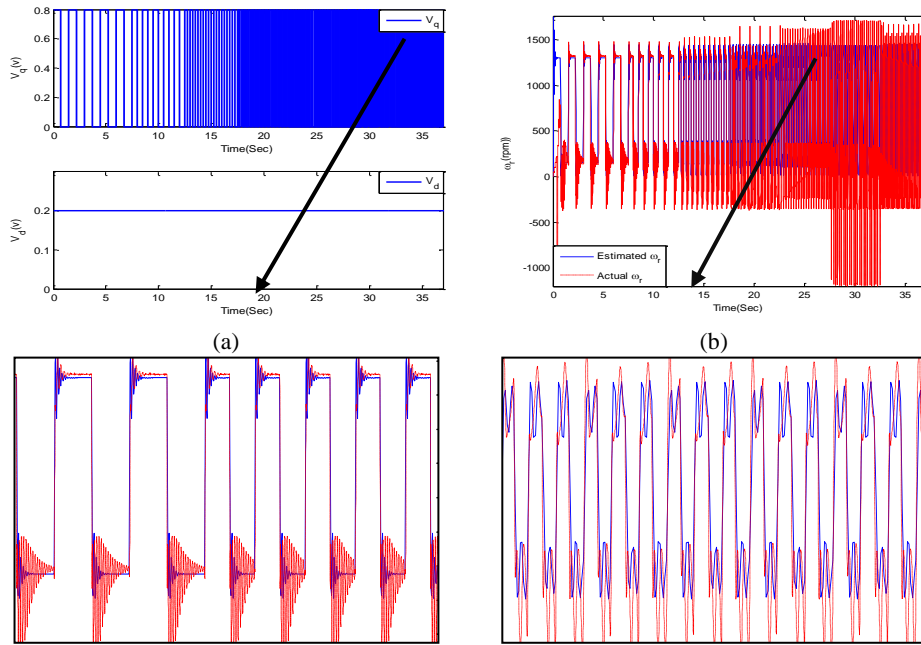 V_q
0.8
0.6
0.4
0.2
0
V_q(v)
0 5 10 15 20 25 30 35
Time(Sec)
V_d
0.2
0
V_d(v)
0 5 10 15 20 25 30 35
Time(Sec)
(a)
1500
1000
500
0
-500
-1000
ω_r(rpm)
Estimated ω_r
Actual ω_r
0 5 10 15 20 25 30 35
Time(Sec)
(b)